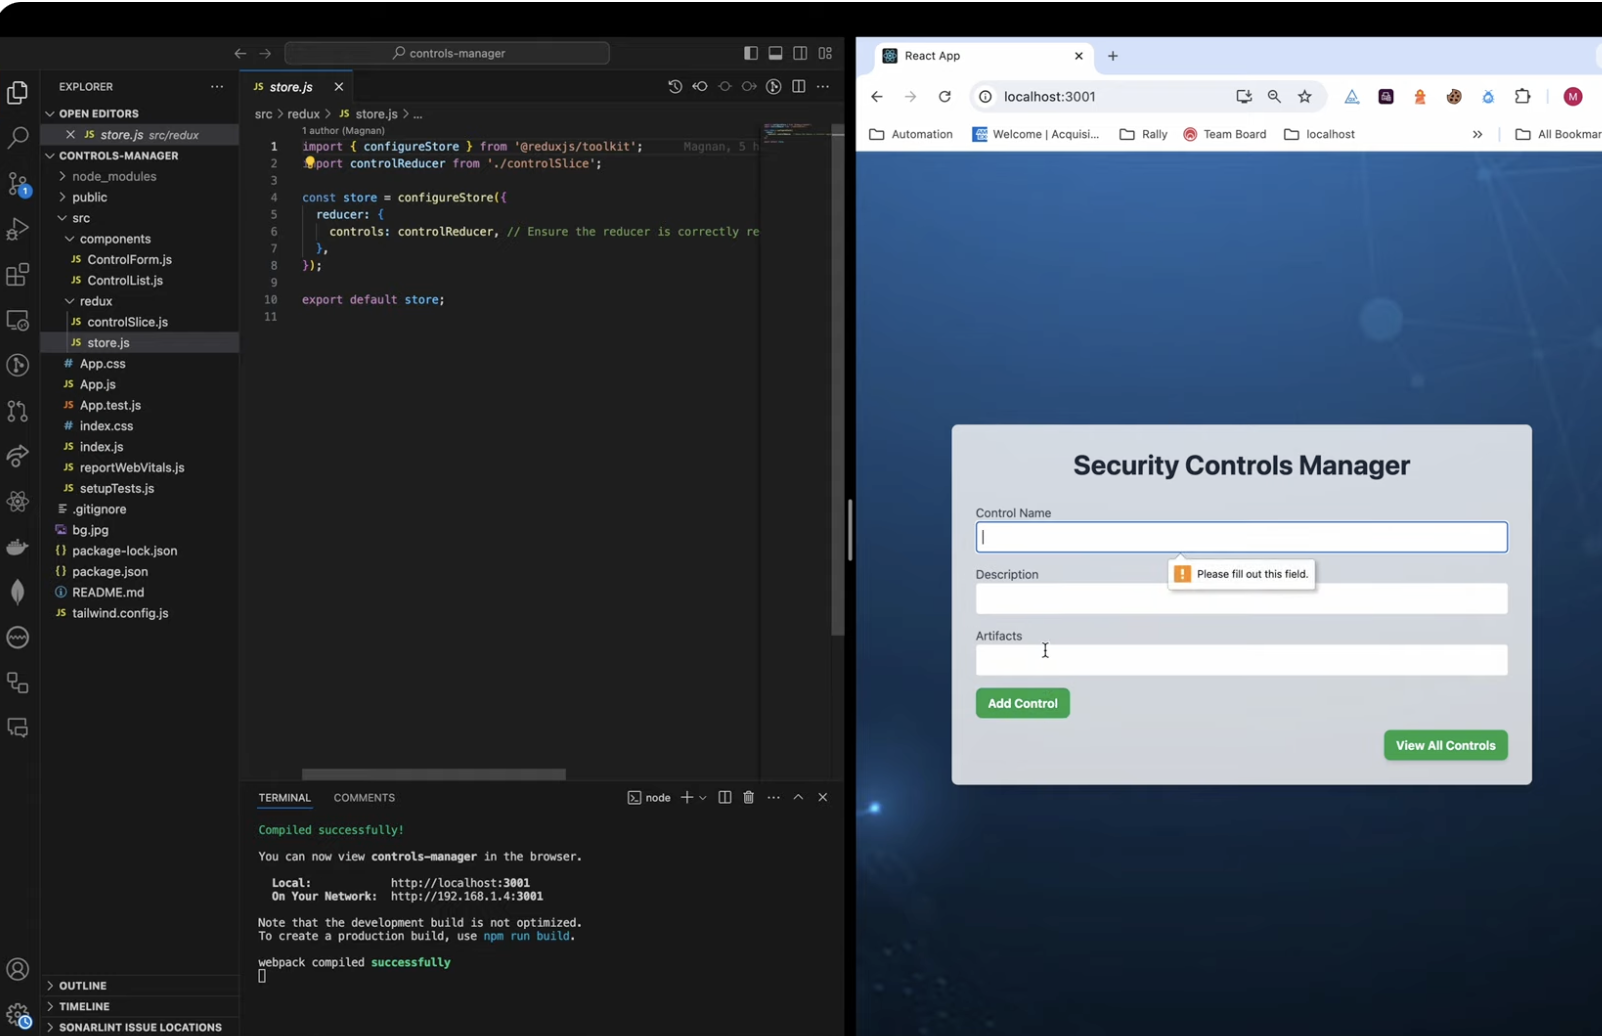 controls-manager
EXPLORER
OPEN EDITORS
store.js src/redux
CONTROLS-MANAGER
node_modules
public
src
components
JS ControlForm.js
JS ControlList.js
redux
JS controlSlice.js
JS store.js
# App.css
JS App.js
JS App.test.js
# index.css
JS index.js
JS reportWebVitals.js
JS setupTests.js
.gitignore
bg.jpg
{} package-lock.json
{} package.json
README.md
JS tailwind.config.js
OUTLINE
TIMELINE
SONARLINT ISSUE LOCATIONS
1
JS store.js
src > redux > JS store.js > ...
1 author (Magnan)
1 import { configureStore } from '@reduxjs/toolkit'; Magnan, 5 h
2 import controlReducer from './controlSlice';
3
4 const store = configureStore({
5 reducer: {
6 controls: controlReducer, // Ensure the reducer is correctly re
7 },
8 });
9
10 export default store;
11
TERMINAL COMMENTS
node
Compiled successfully!
You can now view controls-manager in the browser.
Local: http://localhost:3001
On Your Network: http://192.168.1.4:3001
Note that the development build is not optimized.
To create a production build, use npm run build.
webpack compiled successfully
React App
localhost:3001
M
Automation
Welcome | Acquisi...
Rally
Team Board
localhost
»
All Bookmar
Security Controls Manager
Control Name
Please fill out this field.
Description
Artifacts
Add Control
View All Controls